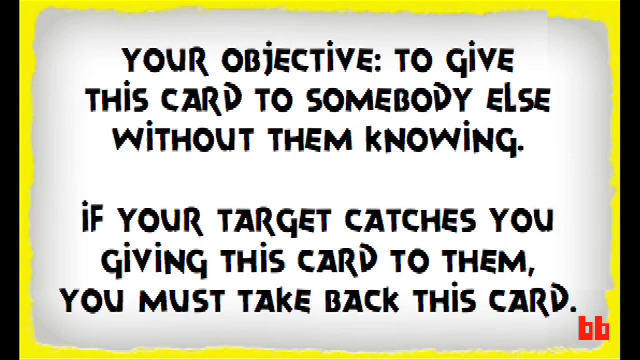 YOUR OBJECTIVE: TO GIVE
THIS CARD TO SOMEBODY ELSE
WITHOUT THEM KNOWING.
IF YOUR TARGET CATCHES YOU
GIVING THIS CARD TO THEM,
YOU MUST TAKE BACK THIS CARD.
bb